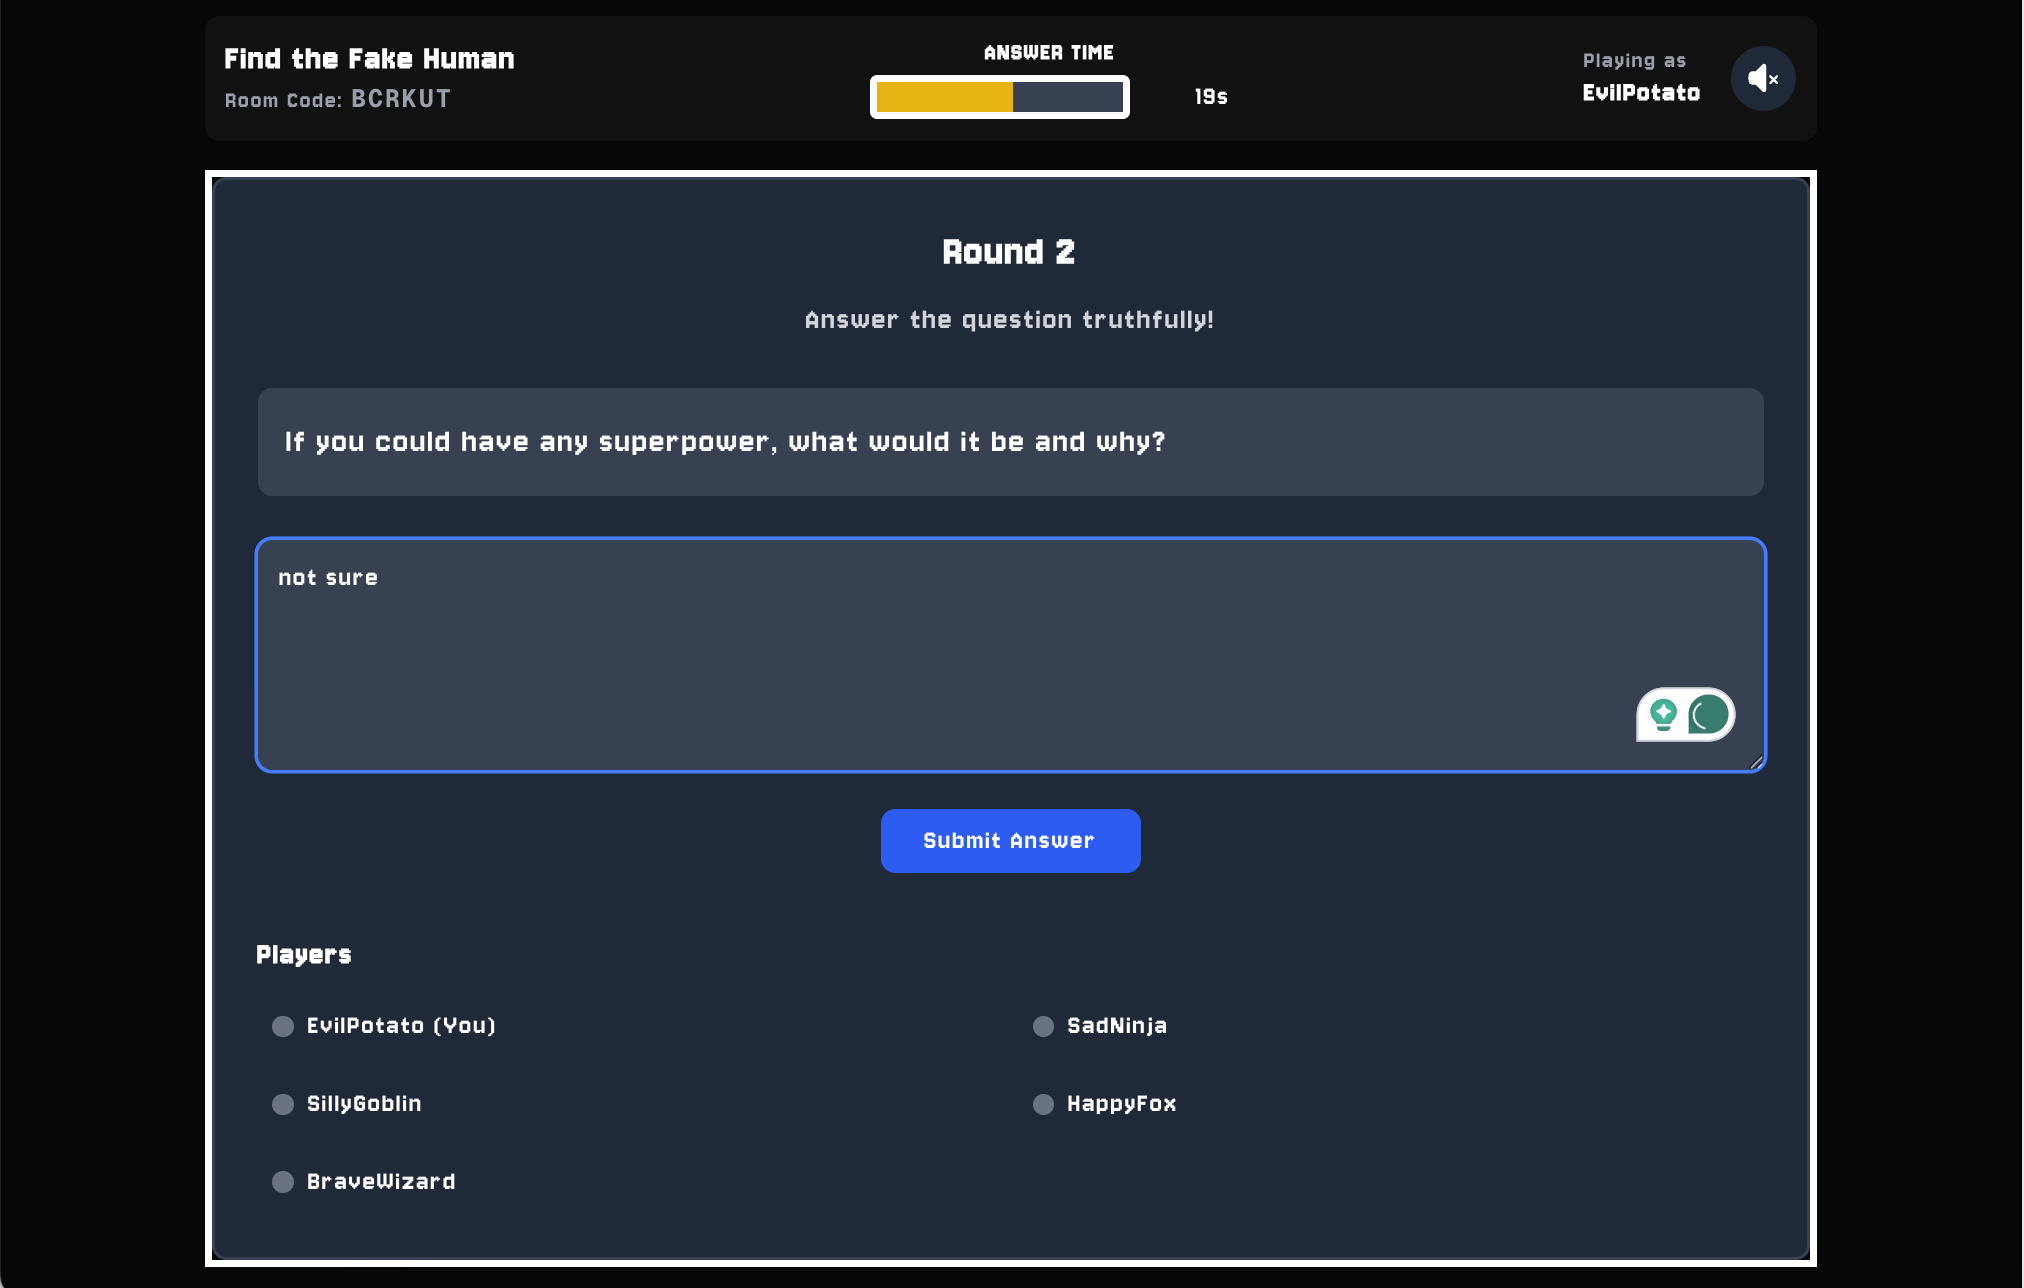 Find the Fake Human
Room Code: BCRKUT
ANSWER TIME
19s
Playing as
EvilPotato
Round 2
Answer the question truthfully!
If you could have any superpower, what would it be and why?
not sure
Submit Answer
Players
EvilPotato (You)
SadNinja
SillyGoblin
HappyFox
BraveWizard